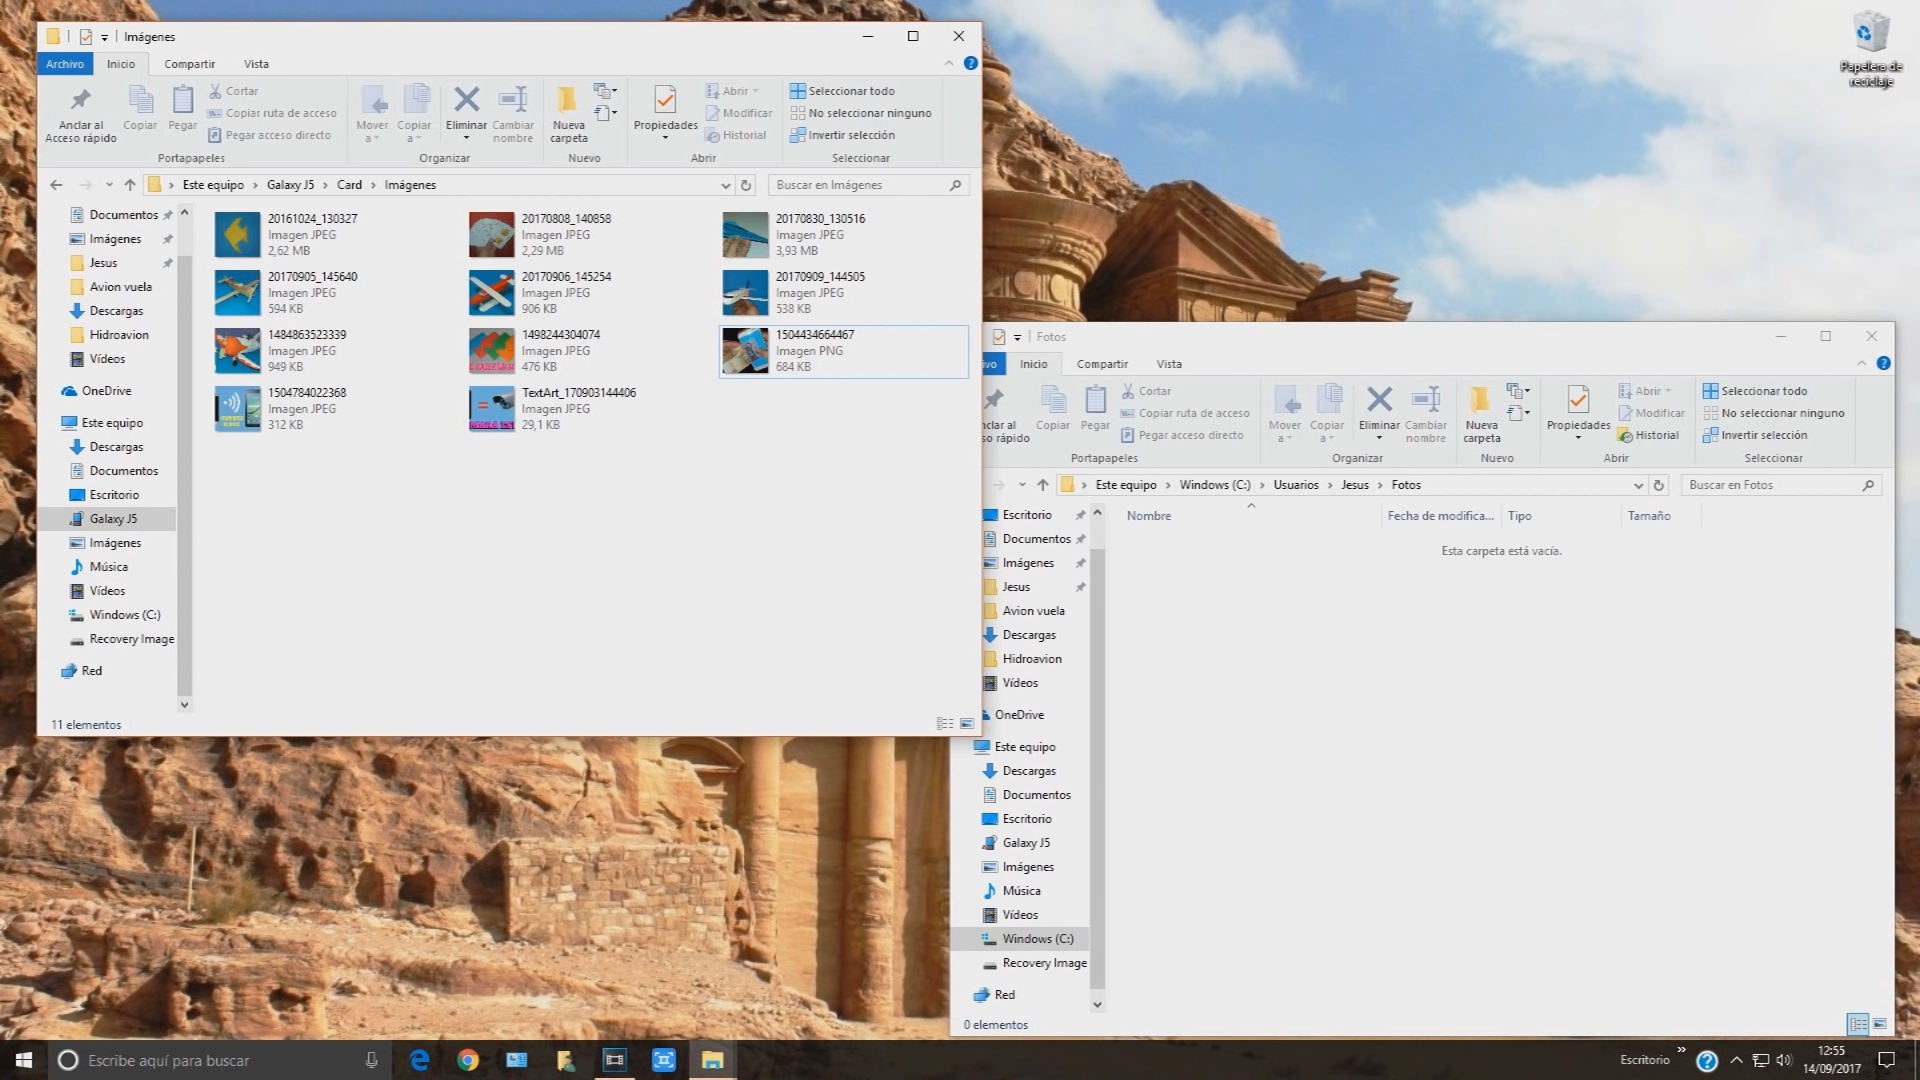 Imágenes
Archivo Inicio Compartir Vista
Anclar al Acceso rápido
Copiar
Pegar
Cortar
Copiar ruta de acceso
Pegar acceso directo
Portapapeles
Mover a
Copiar a
Eliminar
Cambiar nombre
Organizar
Nueva carpeta
Nuevo
Propiedades
Abrir
Modificar
Historial
Abrir
Seleccionar todo
No seleccionar ninguno
Invertir selección
Seleccionar
Este equipo Galaxy J5 Card Imágenes
Buscar en Imágenes
Documentos
Imágenes
Jesus
Avion vuela
Descargas
Hidroavion
Vídeos
OneDrive
Este equipo
Descargas
Documentos
Escritorio
Galaxy J5
Imágenes
Música
Vídeos
Windows (C:)
Recovery Image
Red
20161024_130327
Imagen JPEG
2,62 MB
20170808_140858
Imagen JPEG
2,29 MB
20170830_130516
Imagen JPEG
3,93 MB
20170905_145640
Imagen JPEG
594 KB
20170906_145254
Imagen JPEG
906 KB
20170909_144505
Imagen JPEG
538 KB
1484863523339
Imagen JPEG
949 KB
1498244304074
Imagen JPEG
476 KB
1504434664467
Imagen PNG
684 KB
1504784022368
Imagen JPEG
312 KB
TextArt_170903144406
Imagen JPEG
29,1 KB
11 elementos
Papelera de
reciclaje
Fotos
ivo Inicio Compartir Vista
nclar al
so rápido
Copiar
Pegar
Cortar
Copiar ruta de acceso
Pegar acceso directo
Portapapeles
Mover a
Copiar a
Eliminar
Cambiar nombre
Organizar
Nueva carpeta
Nuevo
Propiedades
Abrir
Modificar
Historial
Abrir
Seleccionar todo
No seleccionar ninguno
Invertir selección
Seleccionar
Este equipo Windows (C:) Usuarios Jesus Fotos
Buscar en Fotos
Escritorio
Documentos
Imágenes
Jesus
Avion vuela
Descargas
Hidroavion
Vídeos
OneDrive
Este equipo
Descargas
Documentos
Escritorio
Galaxy J5
Imágenes
Música
Vídeos
Windows (C:)
Recovery Image
Red
Nombre Fecha de modifica... Tipo Tamaño
Esta carpeta está vacía.
0 elementos
Escribe aquí para buscar
Escritorio
12:55
14/09/2017